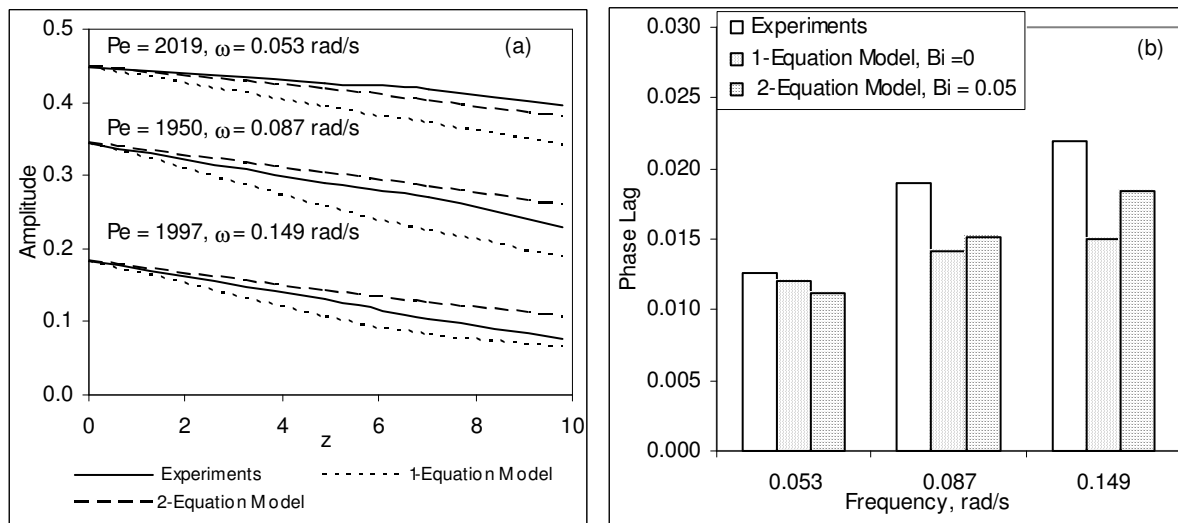 (a)
Pe = 2019, ω= 0.053 rad/s
Pe = 1950, ω= 0.087 rad/s
Pe = 1997, ω= 0.149 rad/s
Amplitude
0.5
0.4
0.3
0.2
0.1
0.0
0 2 4 6 8 10
z
Experiments
1-Equation Model
2-Equation Model
(b)
Experiments
1-Equation Model, Bi =0
2-Equation Model, Bi = 0.05
Phase Lag
0.030
0.025
0.020
0.015
0.010
0.005
0.000
0.053 0.087 0.149
Frequency, rad/s